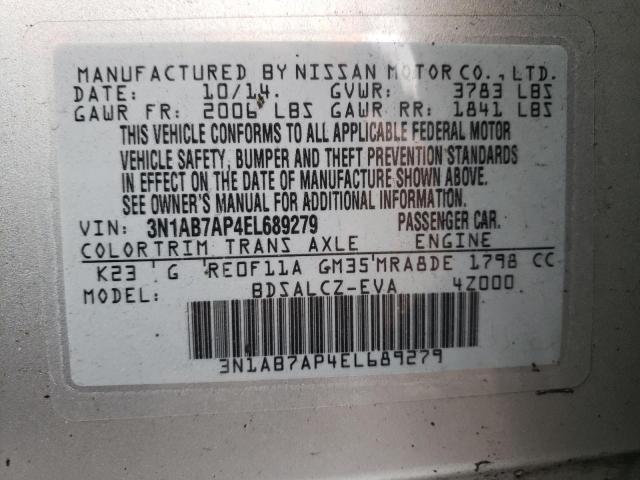 MANUFACTURED BY NISSAN MOTOR CO., LTD.
DATE: 10/14. GVWR: 3783 LBS
GAWR FR: 2006 LBS GAWR RR: 1841 LBS
THIS VEHICLE CONFORMS TO ALL APPLICABLE FEDERAL MOTOR
VEHICLE SAFETY, BUMPER AND THEFT PREVENTION STANDARDS
IN EFFECT ON THE DATE OF MANUFACTURE SHOWN ABOVE.
SEE OWNER'S MANUAL FOR ADDITIONAL INFORMATION.
VIN: 3N1AB7AP4EL689279 PASSENGER CAR.
COLOR TRIM TRANS AXLE ENGINE
K23 G RE0F11A GM35 MRA8DE 1798 CC
MODEL: BDSALCZ-EVA 4Z000
3N1AB7AP4EL689279